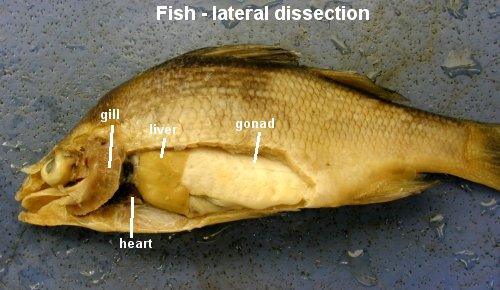 Fish - lateral dissection
gill
liver
gonad
heart